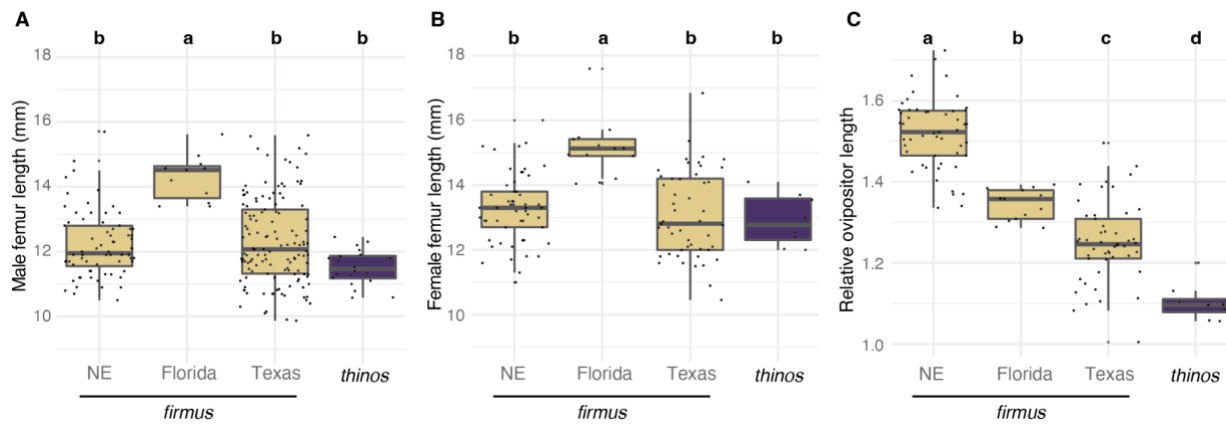 A
b a b b
Male femur length (mm)
18
16
14
12
10
NE Florida Texas thinos
firmus
B
b a b b
Female femur length (mm)
18
16
14
12
10
NE Florida Texas thinos
firmus
C
a b c d
Relative ovipositor length
1.6
1.4
1.2
1.0
NE Florida Texas thinos
firmus